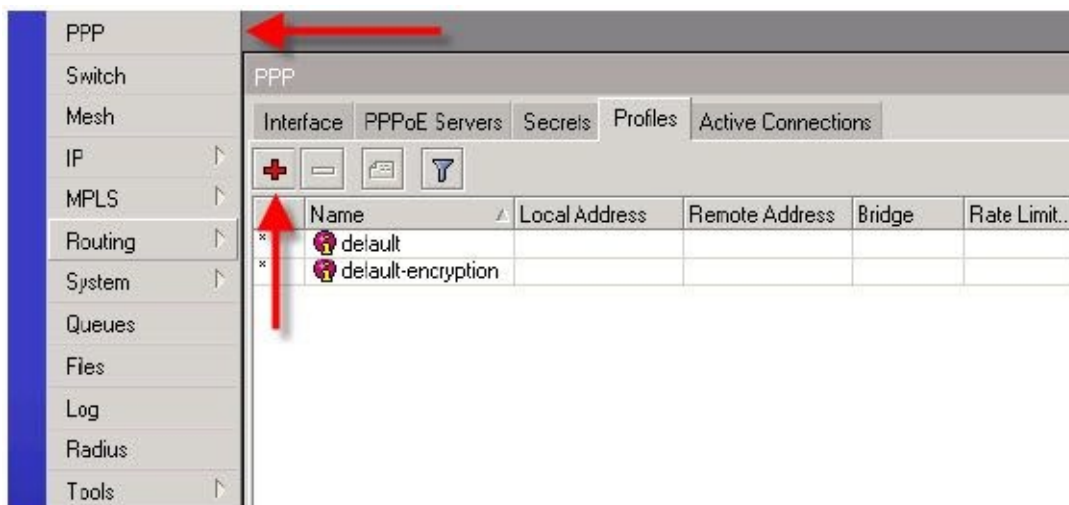 PPP
Switch
Mesh
IP
MPLS
Routing
System
Queues
Files
Log
Radius
Tools
PPP
Interface PPPoE Servers Secrets Profiles Active Connections
Name Local Address Remote Address Bridge Rate Limit...
* default
* default-encryption